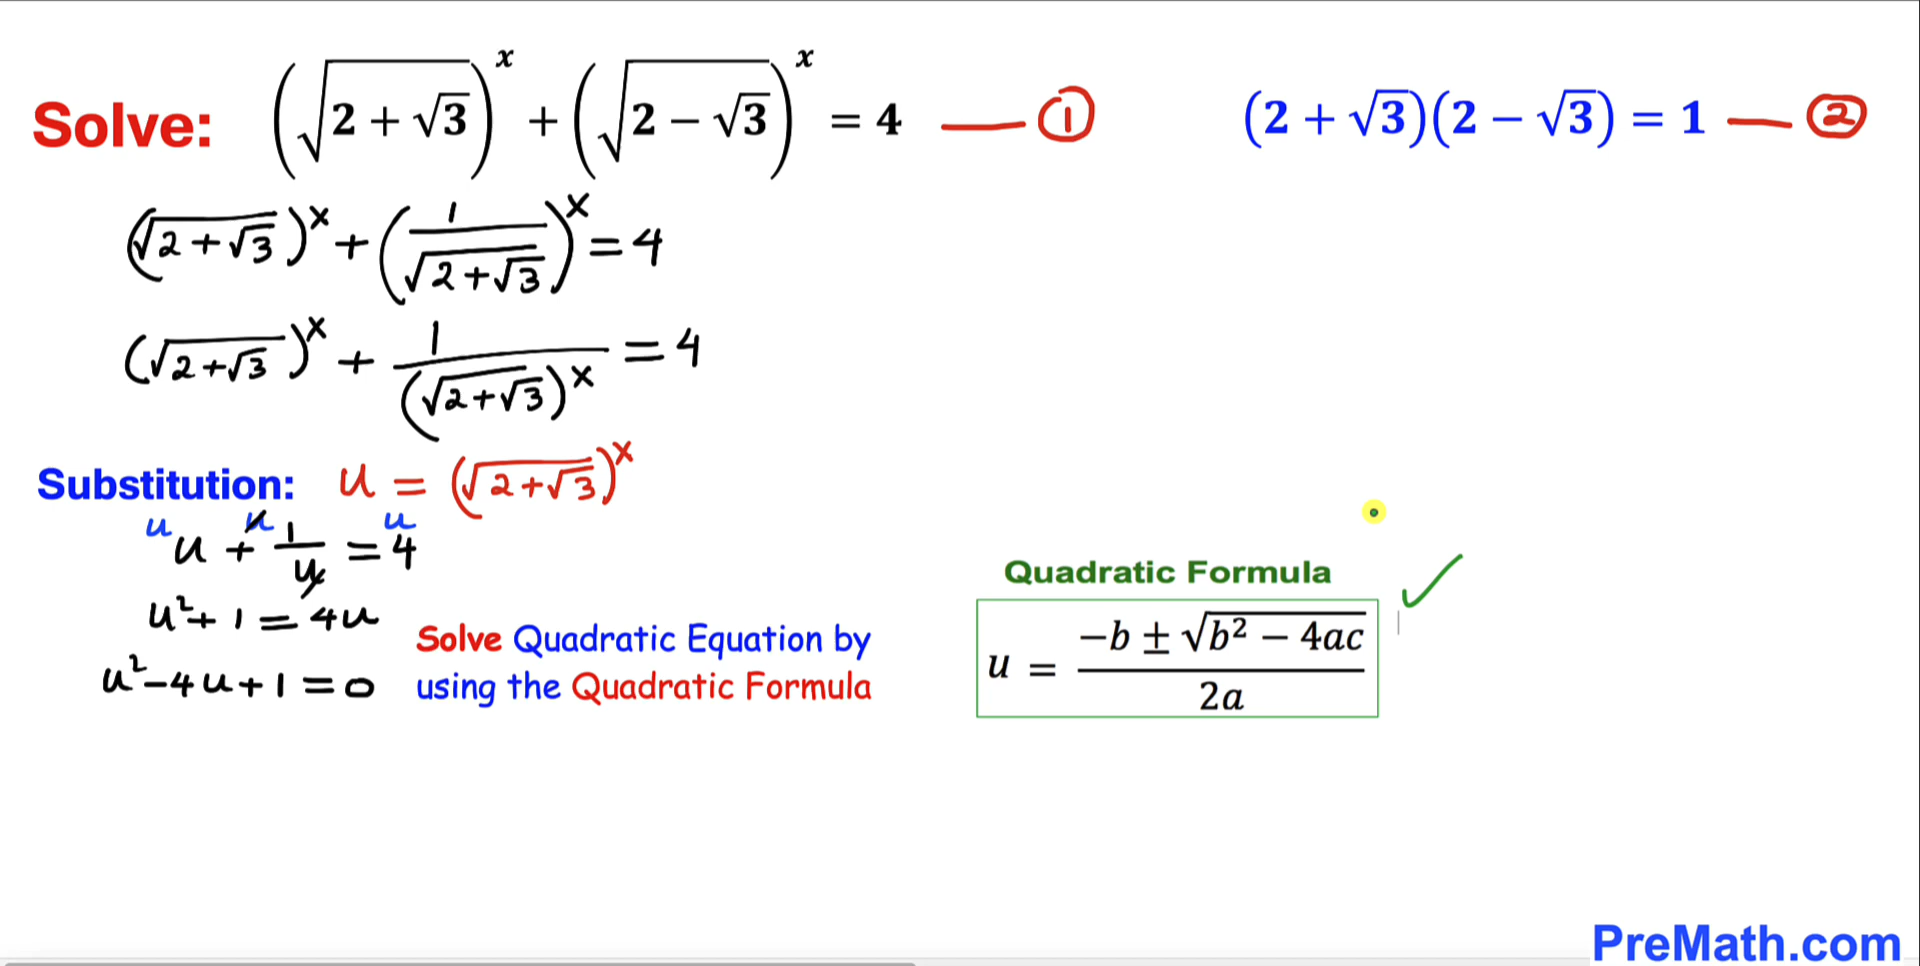 Solve: (√(2 + √3))^x + (√(2 − √3))^x = 4 — ①
(2 + √3)(2 − √3) = 1 — ②
(√(2+√3))^x + (1/√(2+√3))^x = 4
(√(2+√3))^x + 1/(√(2+√3))^x = 4
Substitution: u = (√(2+√3))^x
u u u
u + 1/u = 4
u² + 1 = 4u
u² − 4u + 1 = 0
Solve Quadratic Equation by
using the Quadratic Formula
Quadratic Formula
u = (−b ± √(b² − 4ac))/2a
PreMath.com